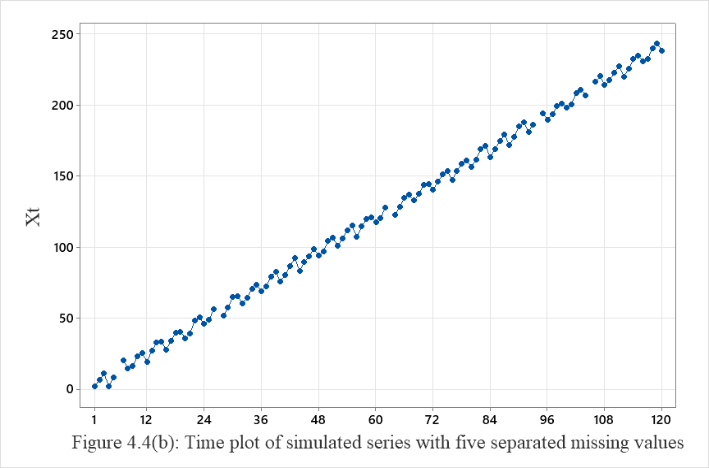 250
200
150
100
50
0
Xt
1 12 24 36 48 60 72 84 96 108 120
Figure 4.4(b): Time plot of simulated series with five separated missing values